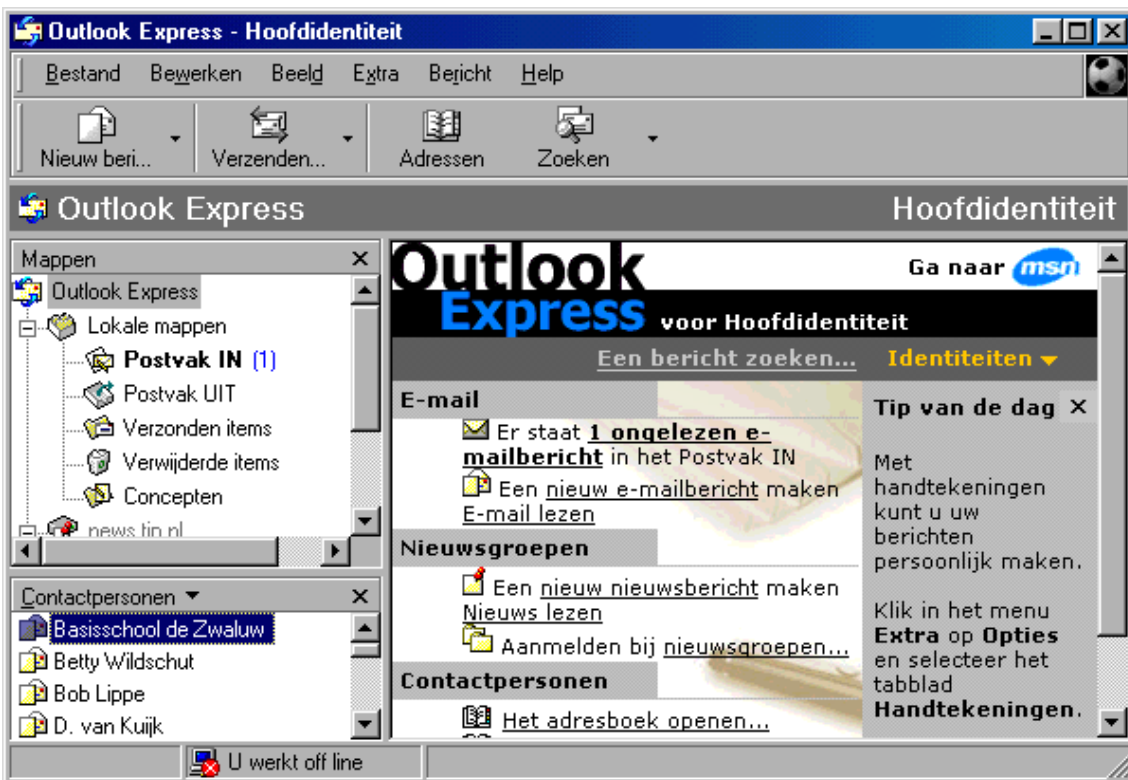 Outlook Express - Hoofdidentiteit
Bestand Bewerken Beeld Extra Bericht Help
Nieuw beri... Verzenden... Adressen Zoeken
Outlook Express Hoofdidentiteit
Mappen
Outlook Express
Lokale mappen
Postvak IN (1)
Postvak UIT
Verzonden items
Verwijderde items
Concepten
news.tip.nl
Contactpersonen
Basisschool de Zwaluw
Betty Wildschut
Bob Lippe
D. van Kuijk
Outlook
Express voor Hoofdidentiteit
Ga naar msn
Een bericht zoeken... Identiteiten
E-mail
Er staat 1 ongelezen e-
mailbericht in het Postvak IN
Een nieuw e-mailbericht maken
E-mail lezen
Nieuwsgroepen
Een nieuw nieuwsbericht maken
Nieuws lezen
Aanmelden bij nieuwsgroepen...
Contactpersonen
Het adresboek openen...
Tip van de dag
Met
handtekeningen
kunt u uw
berichten
persoonlijk maken.
Klik in het menu
Extra op Opties
en selecteer het
tabblad
Handtekeningen.
U werkt off line